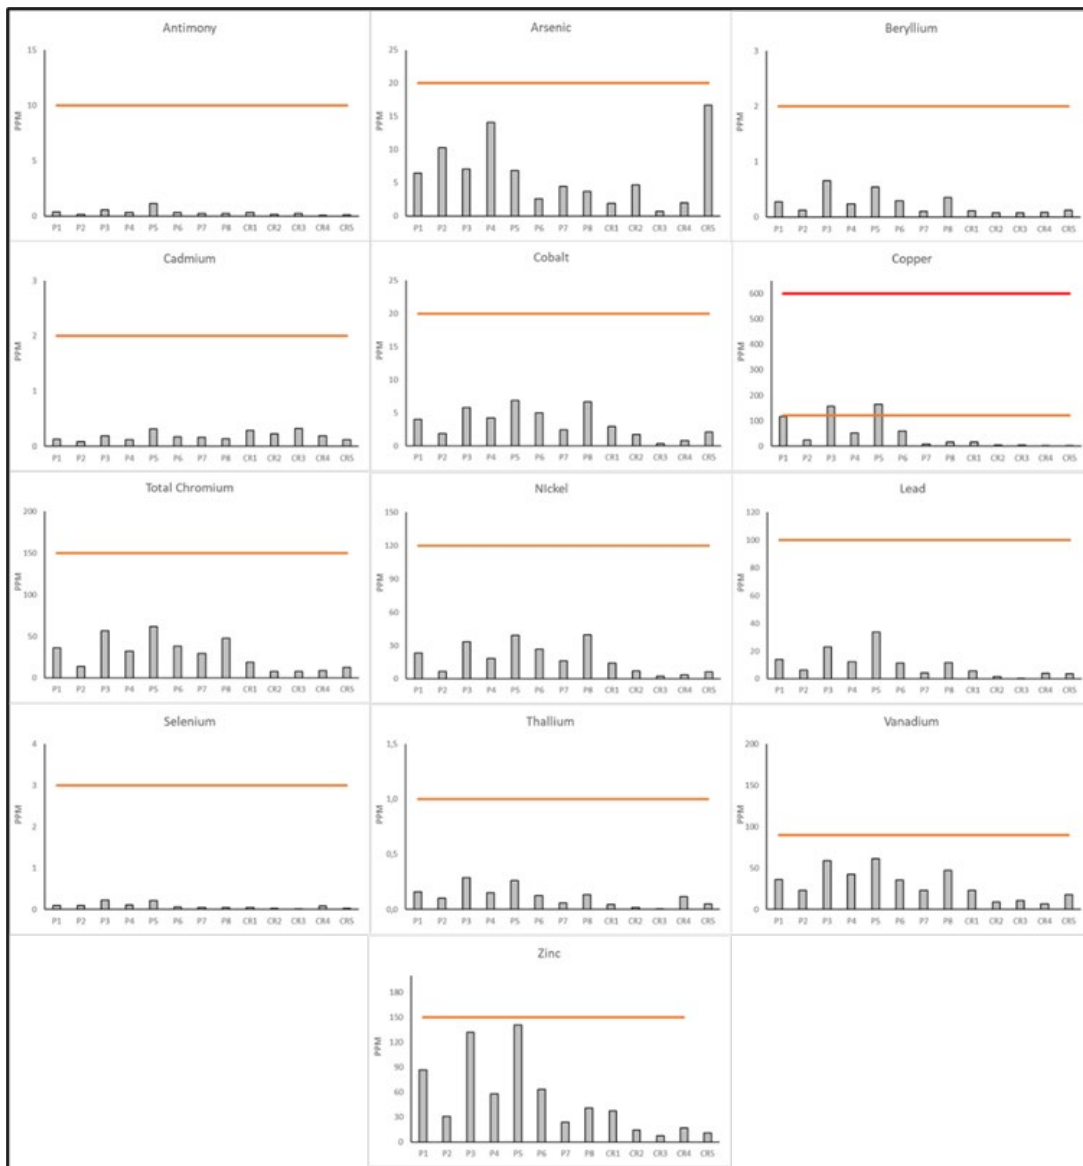 Antimony
15
10
5
0
PPM
P1 P2 P3 P4 P5 P6 P7 P8 CR1 CR2 CR3 CR4 CR5
Arsenic
25
20
15
10
5
0
PPM
P1 P2 P3 P4 P5 P6 P7 P8 CR1 CR2 CR3 CR4 CR5
Beryllium
3
2
1
0
PPM
P1 P2 P3 P4 P5 P6 P7 P8 CR1 CR2 CR3 CR4 CR5
Cadmium
3
2
1
0
PPM
P1 P2 P3 P4 P5 P6 P7 P8 CR1 CR2 CR3 CR4 CR5
Cobalt
25
20
15
10
5
0
PPM
P1 P2 P3 P4 P5 P6 P7 P8 CR1 CR2 CR3 CR4 CR5
Copper
600
500
400
300
200
100
0
PPM
P1 P2 P3 P4 P5 P6 P7 P8 CR1 CR2 CR3 CR4 CR5
Total Chromium
200
150
100
50
0
PPM
P1 P2 P3 P4 P5 P6 P7 P8 CR1 CR2 CR3 CR4 CR5
NIckel
150
120
90
60
30
0
PPM
P1 P2 P3 P4 P5 P6 P7 P8 CR1 CR2 CR3 CR4 CR5
Lead
120
100
80
60
40
20
0
PPM
P1 P2 P3 P4 P5 P6 P7 P8 CR1 CR2 CR3 CR4 CR5
Selenium
4
3
2
1
0
PPM
P1 P2 P3 P4 P5 P6 P7 P8 CR1 CR2 CR3 CR4 CR5
Thallium
1,5
1,0
0,5
0,0
PPM
P1 P2 P3 P4 P5 P6 P7 P8 CR1 CR2 CR3 CR4 CR5
Vanadium
200
150
100
50
0
PPM
P1 P2 P3 P4 P5 P6 P7 P8 CR1 CR2 CR3 CR4 CR5
Zinc
180
150
120
90
60
30
0
PPM
P1 P2 P3 P4 P5 P6 P7 P8 CR1 CR2 CR3 CR4 CR5